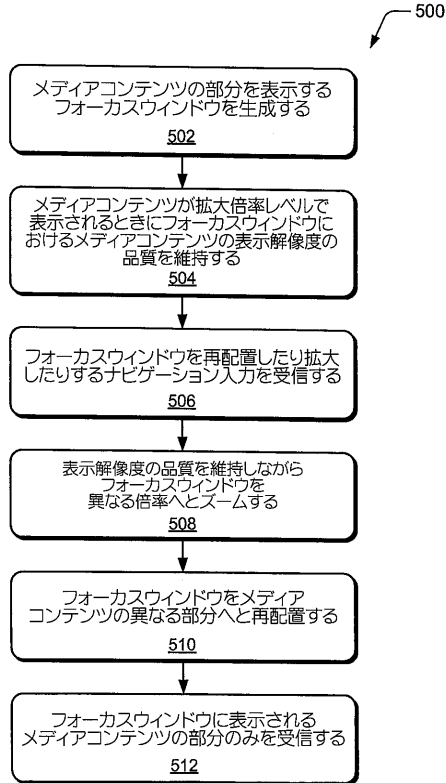 500
メディアコンテンツの部分を表示する
フォーカスウィンドウを生成する
502
メディアコンテンツが拡大倍率レベルで
表示されるときにフォーカスウィンドウに
おけるメディアコンテンツの表示解像度の
品質を維持する
504
フォーカスウィンドウを再配置したり拡大
したりするナビゲーション入力を受信する
506
表示解像度の品質を維持しながら
フォーカスウィンドウを
異なる倍率へとズームする
508
フォーカスウィンドウをメディア
コンテンツの異なる部分へと再配置する
510
フォーカスウィンドウに表示される
メディアコンテンツの部分のみを受信する
512